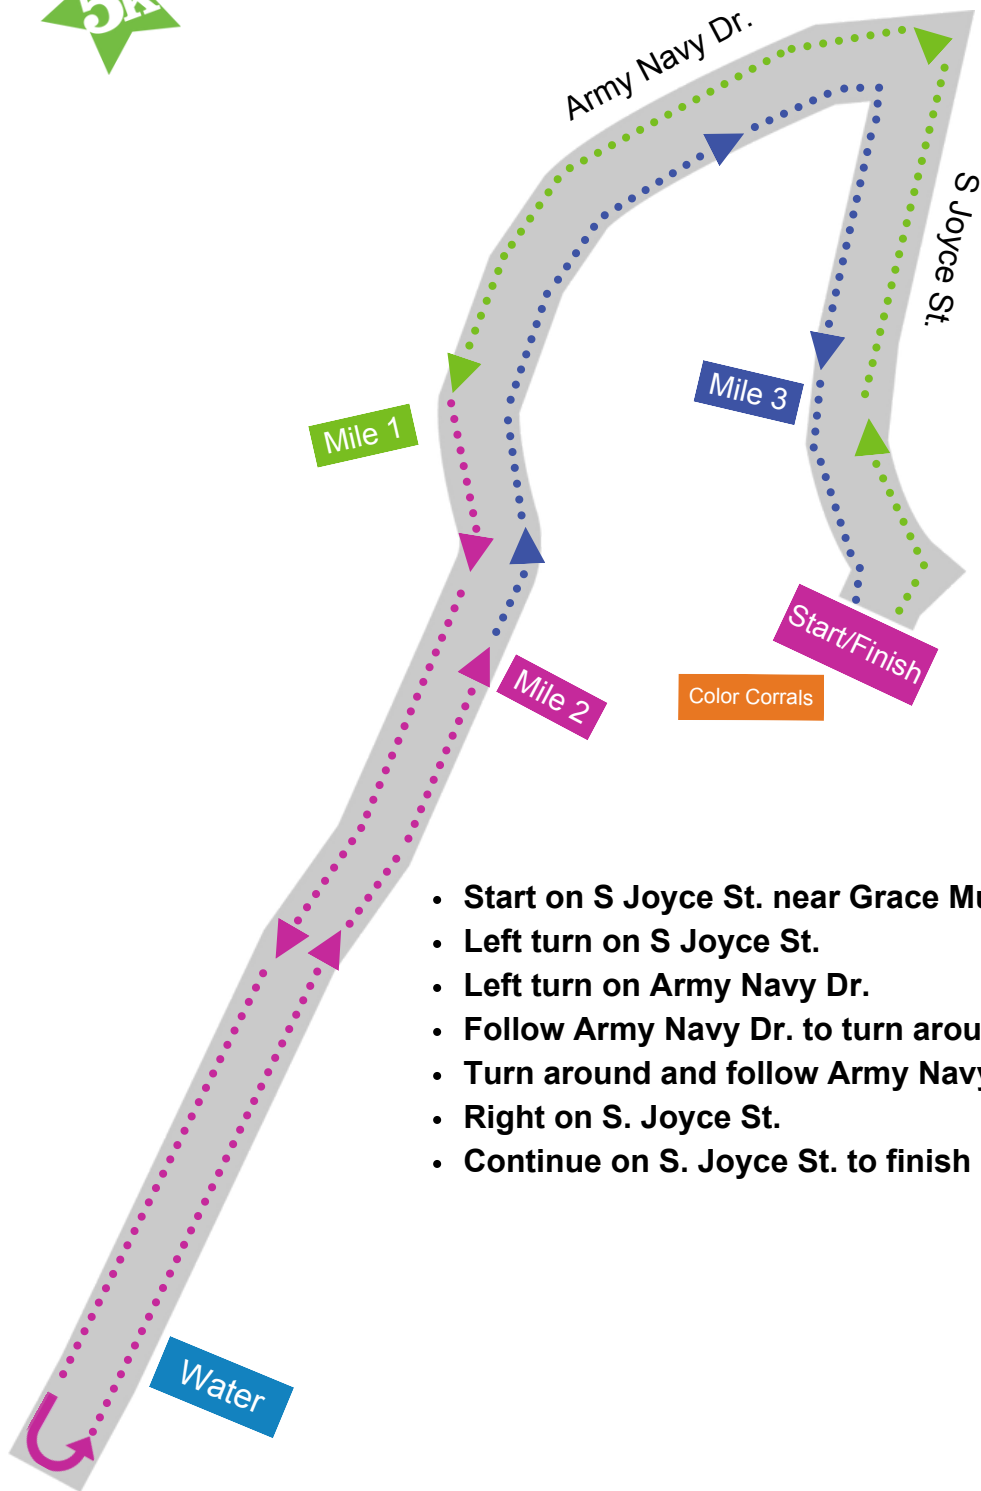 5K
Army Navy Dr.
S Joyce St.
Mile 3
Mile 1
Start/Finish
Mile 2
Color Corrals
• Start on S Joyce St. near Grace
• Left turn on S Joyce St.
• Left turn on Army Navy Dr.
• Follow Army Navy Dr. to turn
• Turn around and follow Army Navy
• Right on S. Joyce St.
• Continue on S. Joyce St. to finish
Water